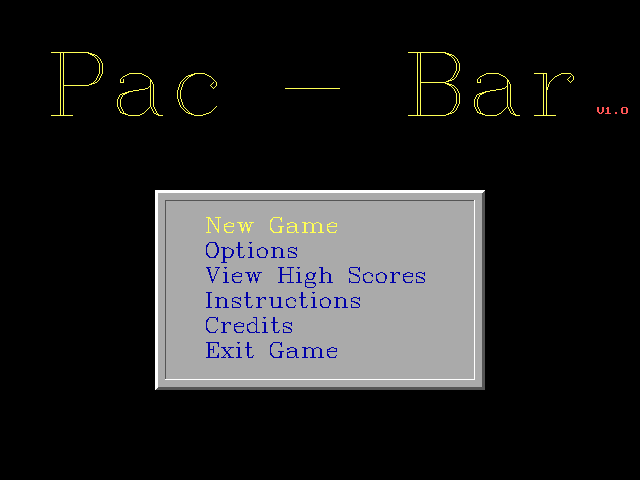 Pac - Bar
V1.0
New Game
Options
View High Scores
Instructions
Credits
Exit Game